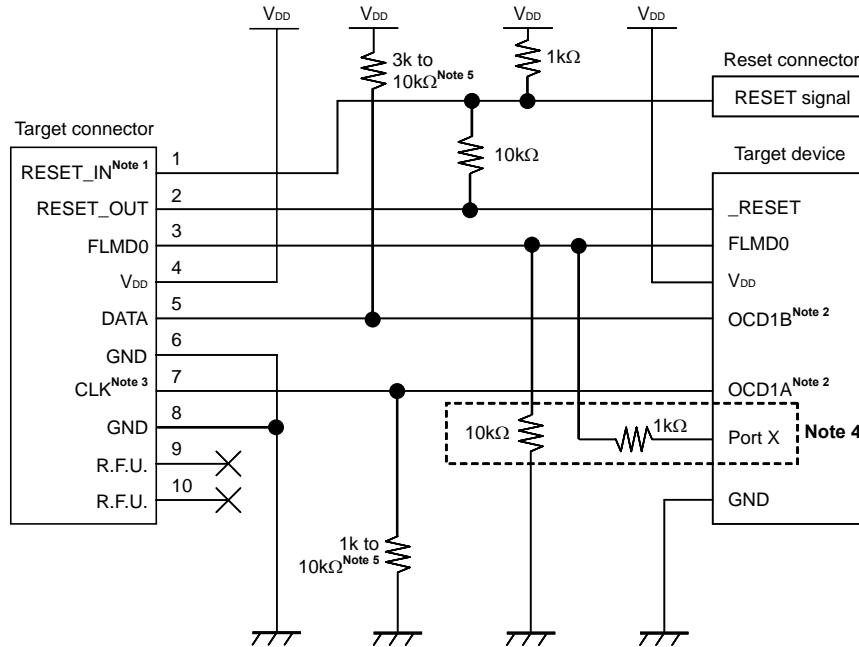 VDD VDD VDD VDD
3k to
10kΩNote 5
1kΩ
Reset connector
RESET signal
Target connector
RESET_INNote 1 1
10kΩ
Target device
RESET_OUT 2
_RESET
FLMD0 3
FLMD0
VDD 4
VDD
DATA 5
OCD1BNote 2
GND 6
CLKNote 3 7
OCD1ANote 2
GND 8
10kΩ
1kΩ
Port X
Note 4
R.F.U. 9
R.F.U. 10
GND
1k to
10kΩNote 5